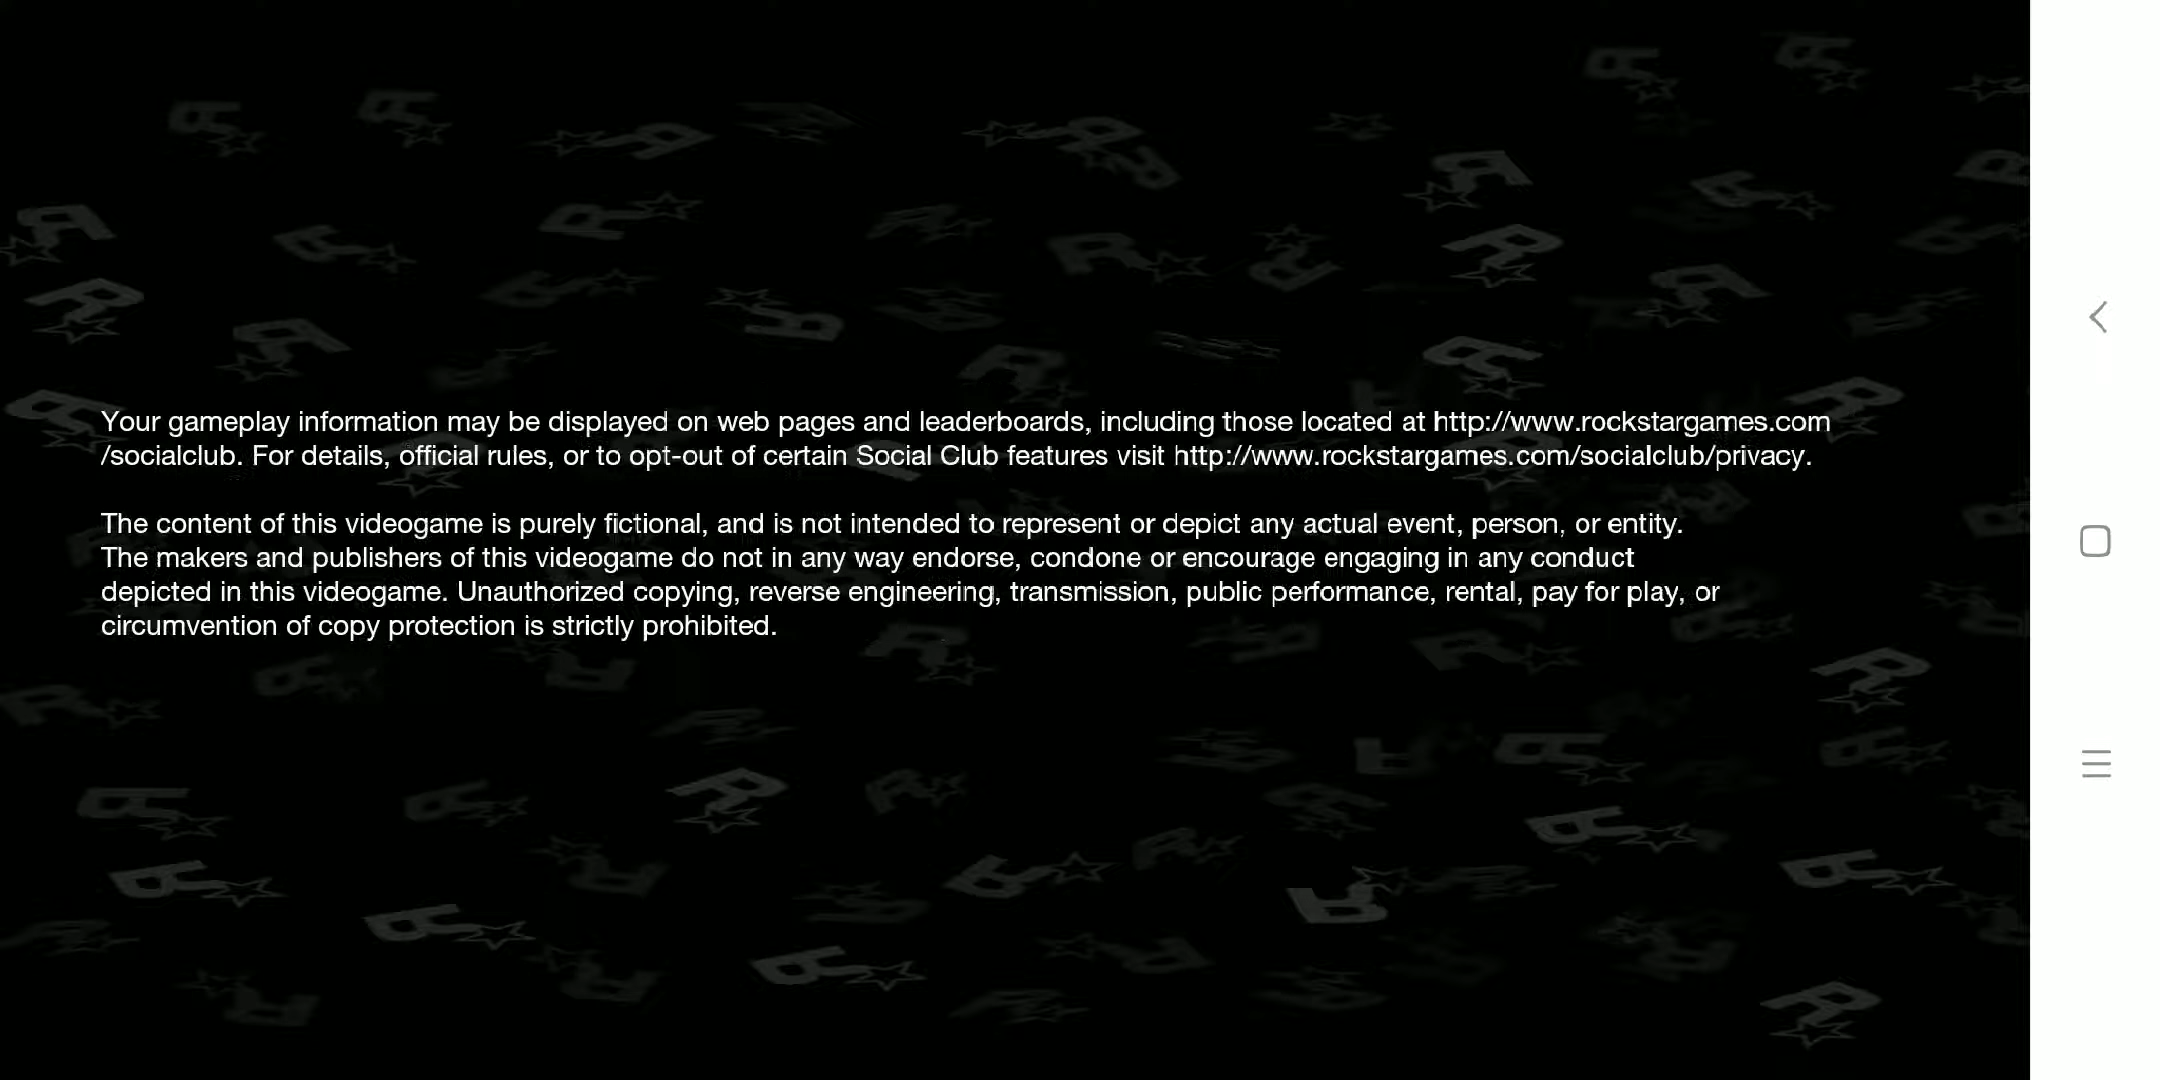 Your gameplay information may be displayed on web pages and leaderboards, including those located at http://www.rockstargames.com
/socialclub. For details, official rules, or to opt-out of certain Social Club features visit http://www.rockstargames.com/socialclub/privacy.
The content of this videogame is purely fictional, and is not intended to represent or depict any actual event, person, or entity.
The makers and publishers of this videogame do not in any way endorse, condone or encourage engaging in any conduct
depicted in this videogame. Unauthorized copying, reverse engineering, transmission, public performance, rental, pay for play, or
circumvention of copy protection is strictly prohibited.